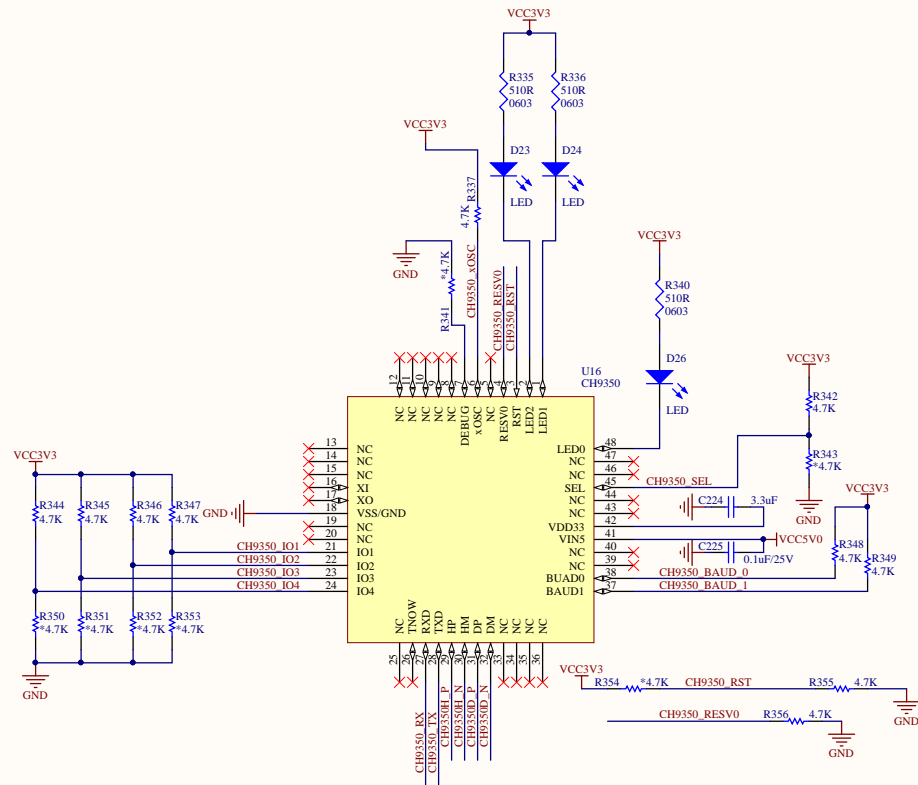 VCC3V3
R335
510R
0603
R336
510R
0603
VCC3V3
D23
LED
D24
LED
R337
4.7K
CH9350_xOSC
GND
*4.7K
R341
CH9350_RESV0
CH9350_RST
VCC3V3
R340
510R
0603
D26
LED
U16
CH9350
12
11
10
9
8
7
6
5
4
3
2
1
NC
NC
NC
NC
NC
DEBUG
xOSC
NC
RESV0
RST
LED2
LED1
VCC3V3
R342
4.7K
R343
*4.7K
GND
13 NC
14 NC
15 NC
16 XI
17 XO
18 VSS/GND
19 NC
20 NC
21 IO1
22 IO2
23 IO3
24 IO4
GND
CH9350_IO1
CH9350_IO2
CH9350_IO3
CH9350_IO4
VCC3V3
R344
4.7K
R345
4.7K
R346
4.7K
R347
4.7K
R350
*4.7K
R351
*4.7K
R352
*4.7K
R353
*4.7K
GND
LED0 48
NC 47
NC 46
SEL 45
NC 44
NC 43
VDD33 42
VIN5 41
NC 40
NC 39
BUAD0 38
BAUD1 37
CH9350_SEL
GND
C224
3.3uF
VCC5V0
GND
C225
0.1uF/25V
CH9350_BAUD_0
CH9350_BAUD_1
VCC3V3
R348
4.7K
R349
4.7K
NC
TNOW
RXD
TXD
HP
HM
DP
DM
NC
NC
NC
NC
25
26
27
28
29
30
31
32
33
34
35
36
CH9350_RX
CH9350_TX
CH9350H_P
CH9350H_N
CH9350D_P
CH9350D_N
VCC3V3
R354
*4.7K
CH9350_RST
R355
4.7K
GND
CH9350_RESV0
R356
4.7K
GND